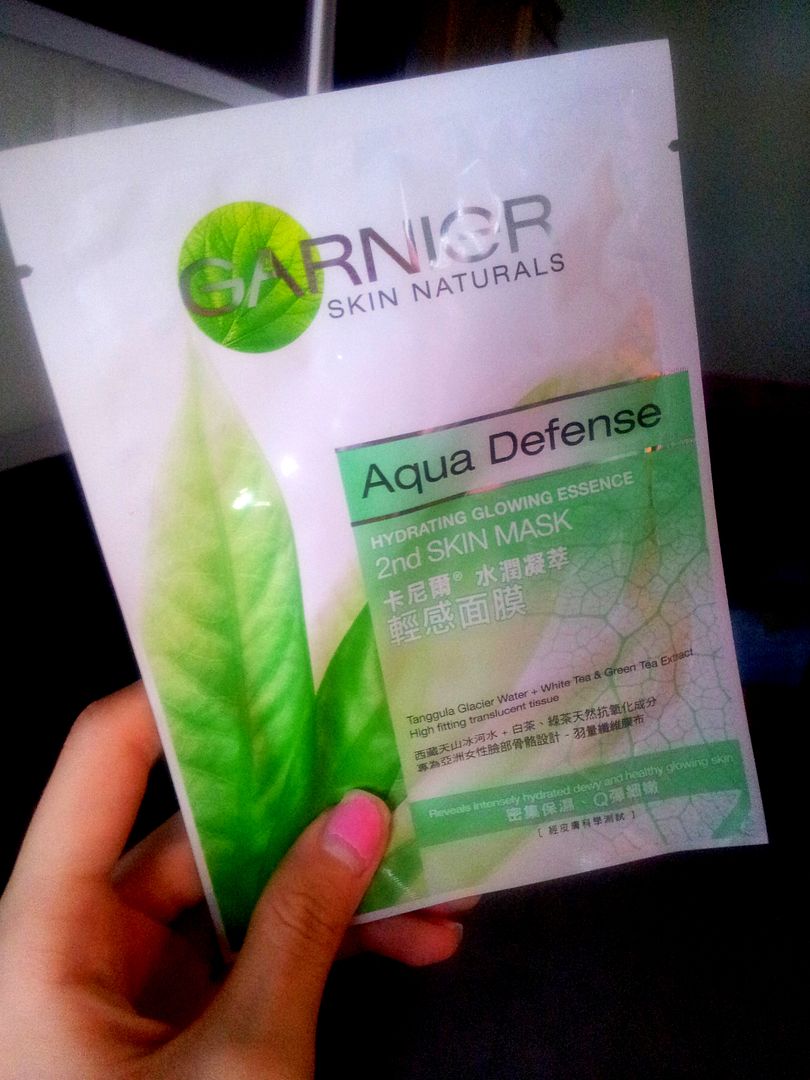 GARNIER
SKIN NATURALS
Aqua Defense
HYDRATING GLOWING ESSENCE
2nd SKIN MASK
卡尼爾® 水潤凝萃
輕感面膜
Tanggula Glacier Water + White Tea & Green Tea Extract
High fitting translucent tissue
西藏天山冰河水 + 白茶、綠茶天然抗氧化成分
專為亞洲女性臉部骨骼設計 - 羽量纖維膜布
Reveals intensely hydrated dewy and healthy glowing skin
密集保濕、Q彈細嫩
[ 經皮膚科學測試 ]